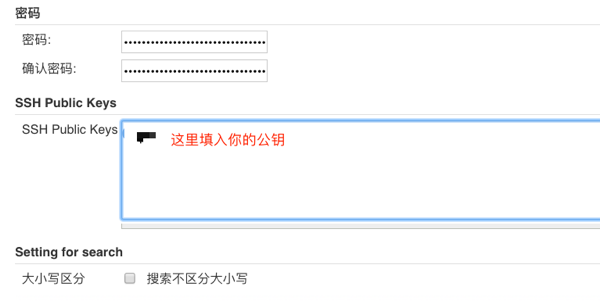 密码
密码:
确认密码:
SSH Public Keys
SSH Public Keys
这里填入你的公钥
Setting for search
大小写区分
搜索不区分大小写